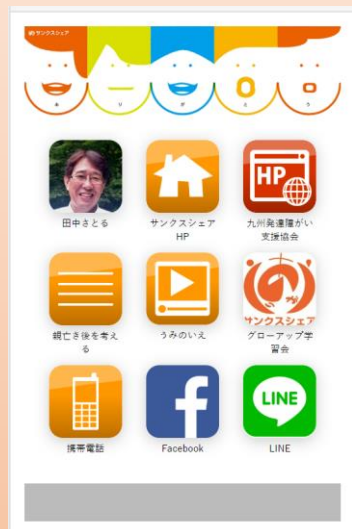 サンクスシェア
あ り が と う
田中さとる
サンクスシェア
HP
HP
九州発達障がい
支援協会
親亡き後を考え
る
うみのいえ
サンクスシェア
グローアップ学
習会
携帯電話
Facebook
LINE
LINE